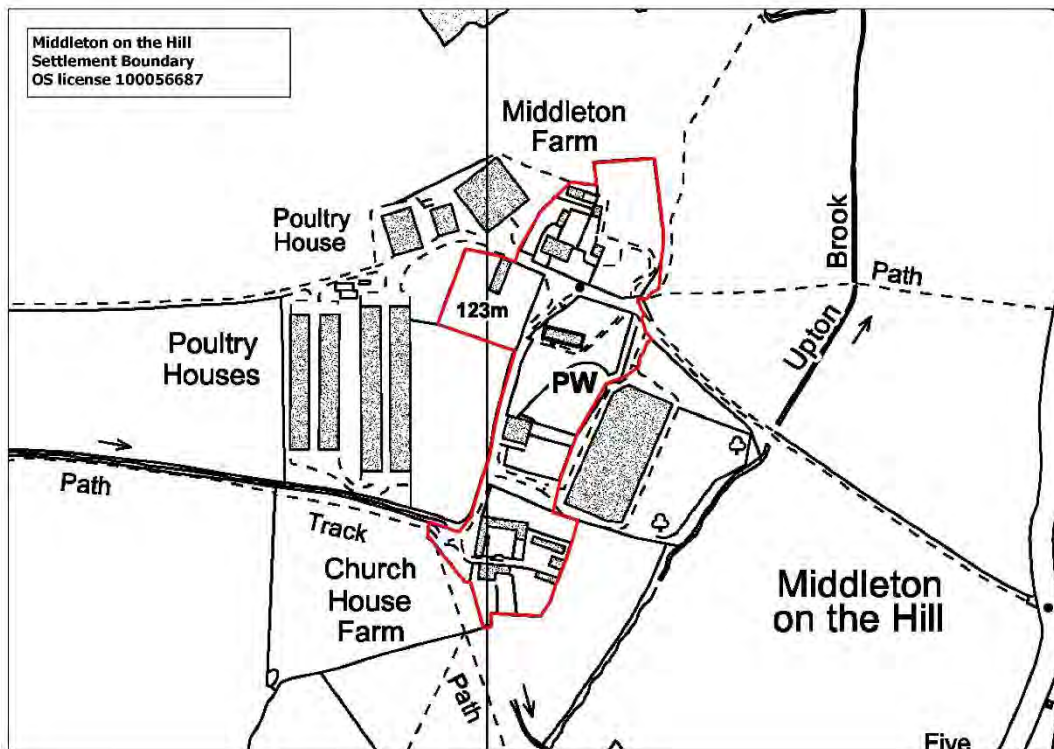 Middleton on the Hill
Settlement Boundary
OS license 100056687
Middleton
Farm
Poultry
House
Brook
Path
123m
Upton
Poultry
Houses
PW
Path
Track
Church
House
Farm
Middleton
on the Hill
Path
Five